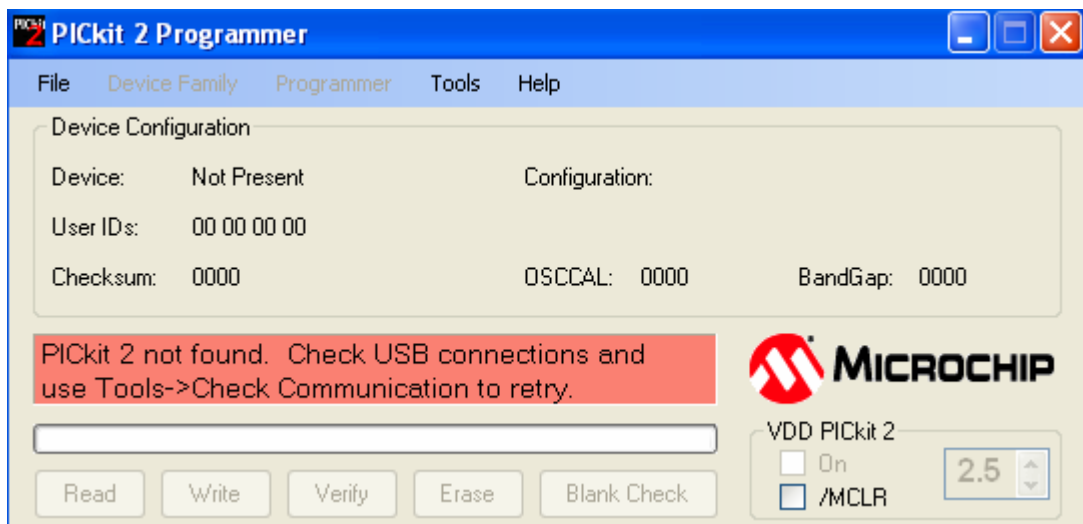 PICkit 2 Programmer
File Device Family Programmer Tools Help
Device Configuration
Device: Not Present Configuration:
User IDs: 00 00 00 00
Checksum: 0000 OSCCAL: 0000 BandGap: 0000
PICkit 2 not found. Check USB connections and
use Tools->Check Communication to retry.
MICROCHIP
VDD PICkit 2
On 2.5
/MCLR
Read Write Verify Erase Blank Check